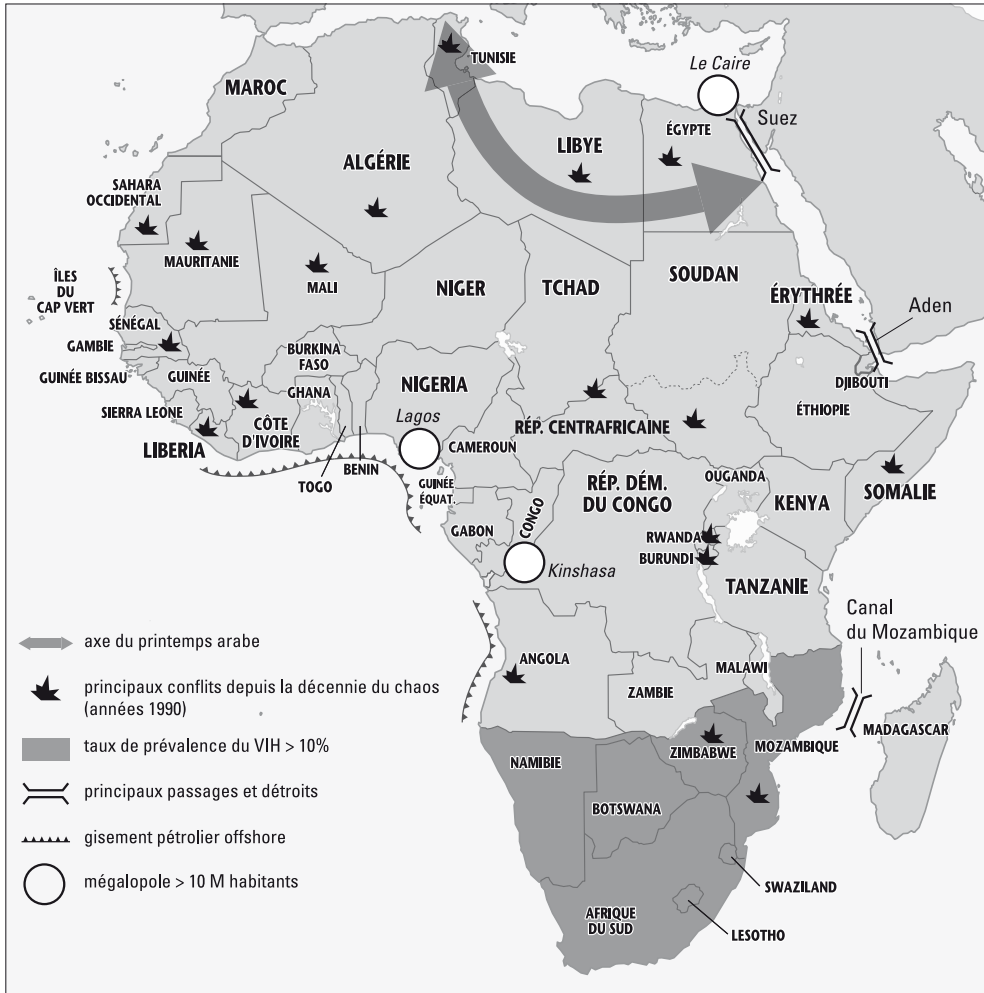 TUNISIE
Le Caire
MAROC
Suez
LIBYE
ÉGYPTE
ALGÉRIE
SAHARA
OCCIDENTAL
MAURITANIE
MALI
NIGER
TCHAD
SOUDAN
ÉRYTHRÉE
ÎLES
DU
CAP VERT
Aden
SÉNÉGAL
GAMBIE
GUINÉE BISSAU
GUINÉE
BURKINA
FASO
GHANA
NIGERIA
DJIBOUTI
ÉTHIOPIE
SIERRA LEONE
CÔTE
D'IVOIRE
Lagos
RÉP. CENTRAFRICAINE
LIBERIA
CAMEROUN
TOGO
BENIN
GUINÉE
ÉQUAT.
RÉP. DÉM.
DU CONGO
OUGANDA
KENYA
SOMALIE
GABON
CONGO
RWANDA
BURUNDI
Kinshasa
TANZANIE
Canal
du Mozambique
axe du printemps arabe
ANGOLA
MALAWI
principaux conflits depuis la décennie du chaos
(années 1990)
ZAMBIE
MADAGASCAR
taux de prévalence du VIH > 10%
NAMIBIE
ZIMBABWE
MOZAMBIQUE
principaux passages et détroits
BOTSWANA
gisement pétrolier offshore
mégalopole > 10 M habitants
SWAZILAND
AFRIQUE
DU SUD
LESOTHO